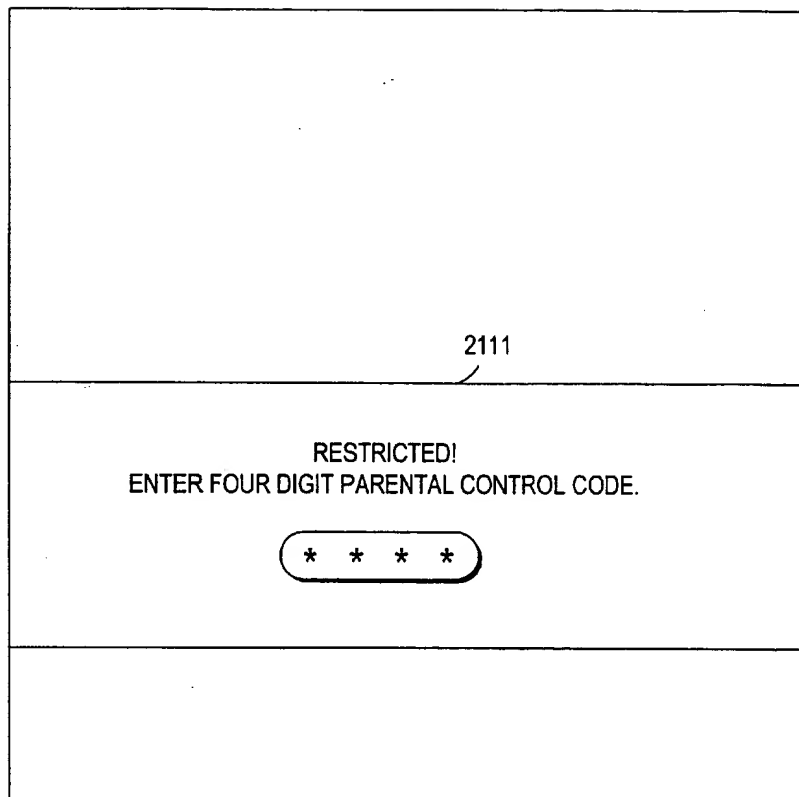 2111
RESTRICTED!
ENTER FOUR DIGIT PARENTAL CONTROL CODE.
* * * *